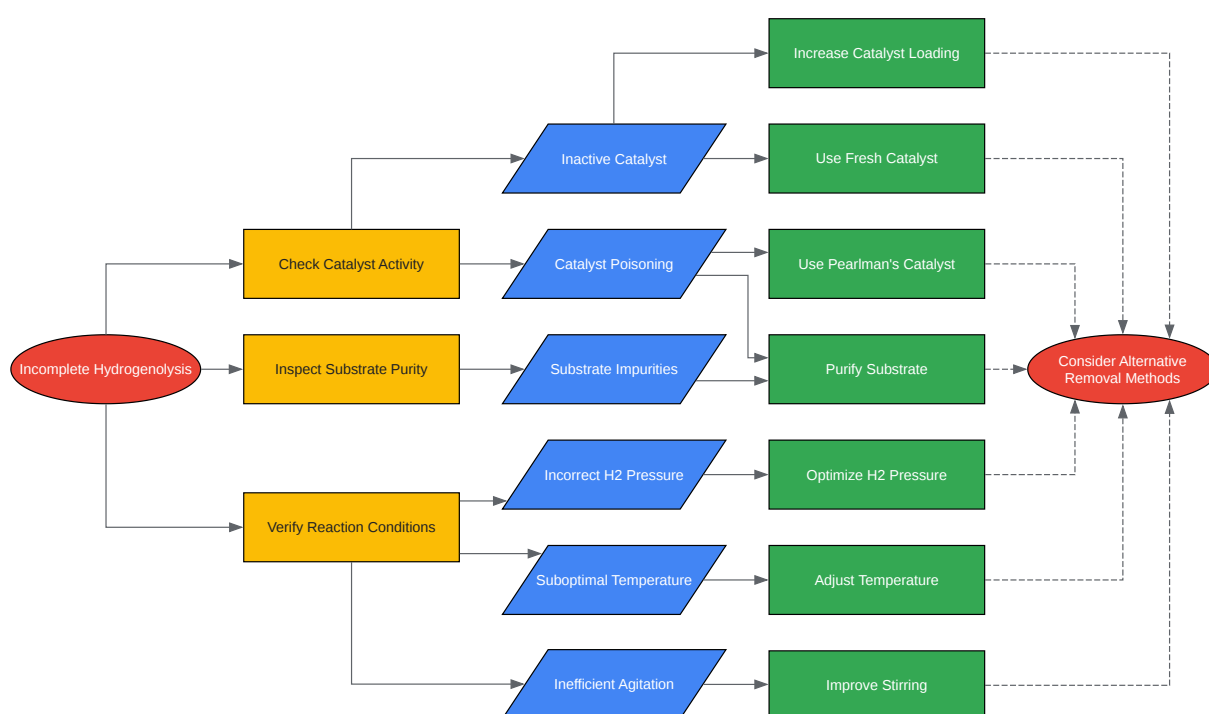 Increase Catalyst Loading
Inactive Catalyst
Use Fresh Catalyst
Check Catalyst Activity
Catalyst Poisoning
Use Pearlman's Catalyst
Incomplete Hydrogenolysis
Inspect Substrate Purity
Substrate Impurities
Purify Substrate
Consider Alternative
Removal Methods
Incorrect H2 Pressure
Optimize H2 Pressure
Verify Reaction Conditions
Suboptimal Temperature
Adjust Temperature
Inefficient Agitation
Improve Stirring